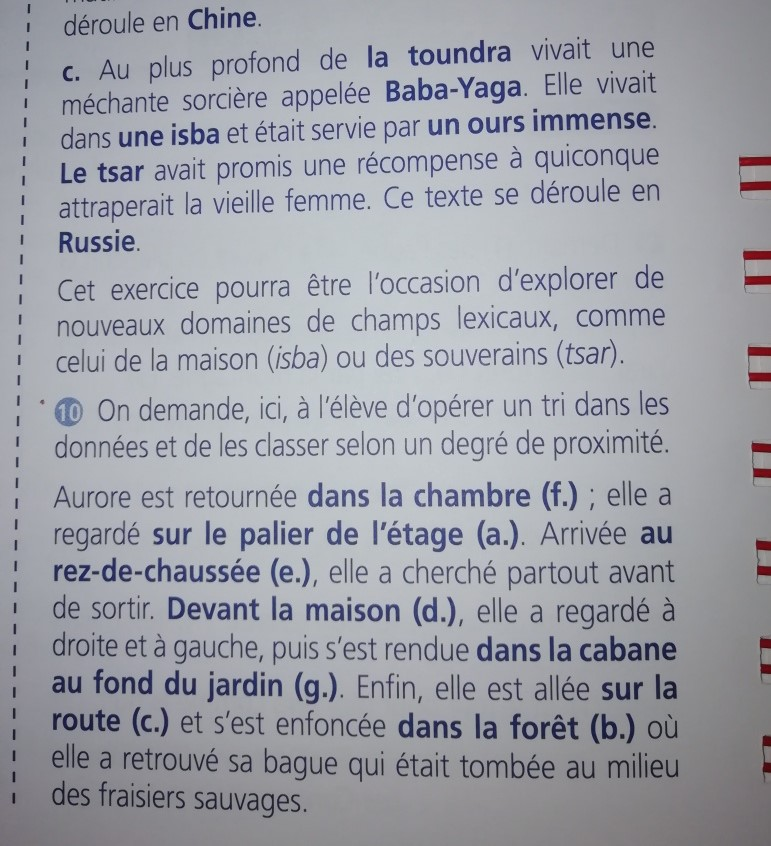 déroule en Chine.
c. Au plus profond de la toundra vivait une
méchante sorcière appelée Baba-Yaga. Elle vivait
dans une isba et était servie par un ours immense.
Le tsar avait promis une récompense à quiconque
attraperait la vieille femme. Ce texte se déroule en
Russie.
Cet exercice pourra être l'occasion d'explorer de
nouveaux domaines de champs lexicaux, comme
celui de la maison (isba) ou des souverains (tsar).
10 On demande, ici, à l'élève d'opérer un tri dans les
données et de les classer selon un degré de proximité.
Aurore est retournée dans la chambre (f.) ; elle a
regardé sur le palier de l'étage (a.). Arrivée au
rez-de-chaussée (e.), elle a cherché partout avant
de sortir. Devant la maison (d.), elle a regardé à
droite et à gauche, puis s'est rendue dans la cabane
au fond du jardin (g.). Enfin, elle est allée sur la
route (c.) et s'est enfoncée dans la forêt (b.) où
elle a retrouvé sa bague qui était tombée au milieu
des fraisiers sauvages.